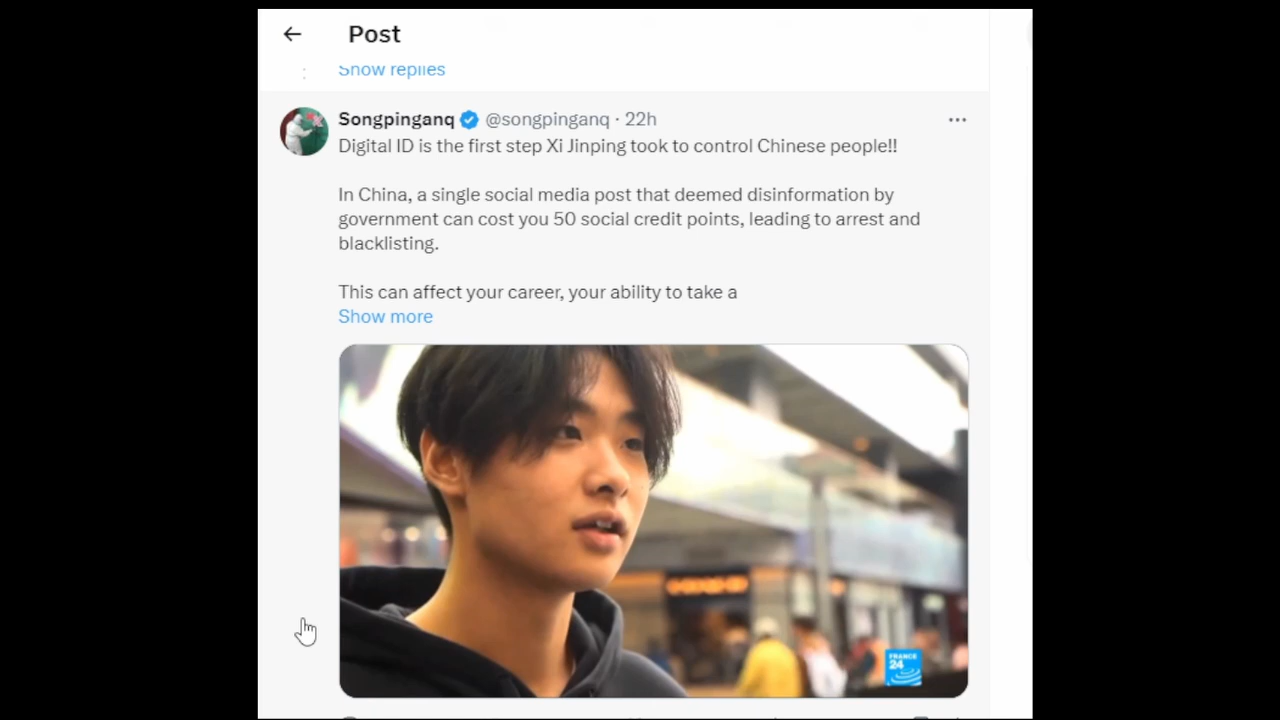 Post
Show replies
Songpinganq @songpinganq · 22h
Digital ID is the first step Xi Jinping took to control Chinese people!!
In China, a single social media post that deemed disinformation by
government can cost you 50 social credit points, leading to arrest and
blacklisting.
This can affect your career, your ability to take a
Show more
FRANCE
24